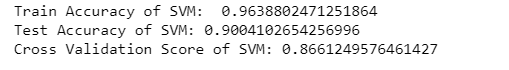 Train Accuracy of SVM:  0.9638802471251864
Test Accuracy of SVM: 0.9004102654256996
Cross Validation Score of SVM: 0.8661249576461427